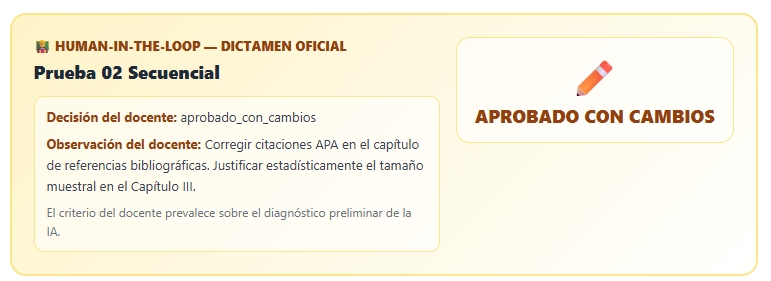 HUMAN-IN-THE-LOOP — DICTAMEN OFICIAL
Prueba 02 Secuencial
Decisión del docente: aprobado_con_cambios
Observación del docente: Corregir citaciones APA en el capítulo
de referencias bibliográficas. Justificar estadísticamente el tamaño
muestral en el Capítulo III.
El criterio del docente prevalece sobre el diagnóstico preliminar de la
IA.
APROBADO CON CAMBIOS